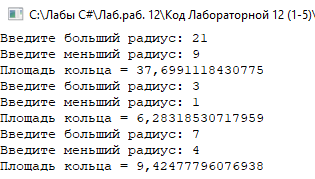 C:\Лабы C#\Лаб.раб. 12\Код Лабораторной 12 (1-5)\
Введите больший радиус: 21
Введите меньший радиус: 9
Площадь кольца = 37,6991118430775
Введите больший радиус: 3
Введите меньший радиус: 1
Площадь кольца = 6,28318530717959
Введите больший радиус: 7
Введите меньший радиус: 4
Площадь кольца = 9,42477796076938